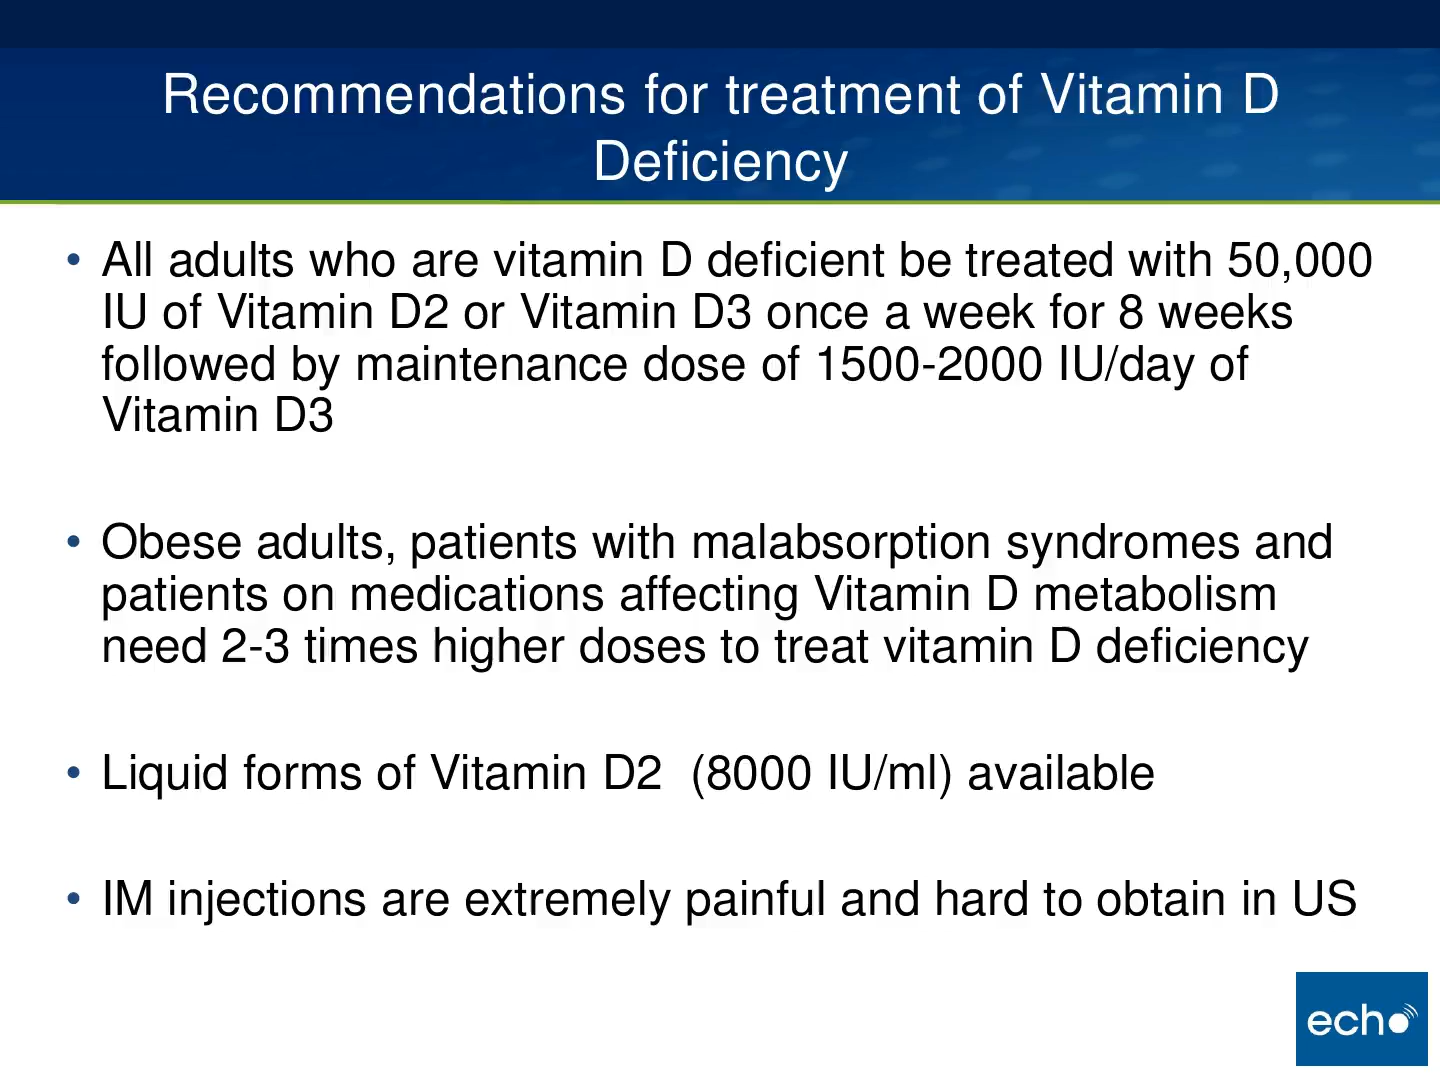 Recommendations for treatment of Vitamin D
Deficiency
• All adults who are vitamin D deficient be treated with 50,000
IU of Vitamin D2 or Vitamin D3 once a week for 8 weeks
followed by maintenance dose of 1500-2000 IU/day of
Vitamin D3
• Obese adults, patients with malabsorption syndromes and
patients on medications affecting Vitamin D metabolism
need 2-3 times higher doses to treat vitamin D deficiency
• Liquid forms of Vitamin D2  (8000 IU/ml) available
• IM injections are extremely painful and hard to obtain in US
echo